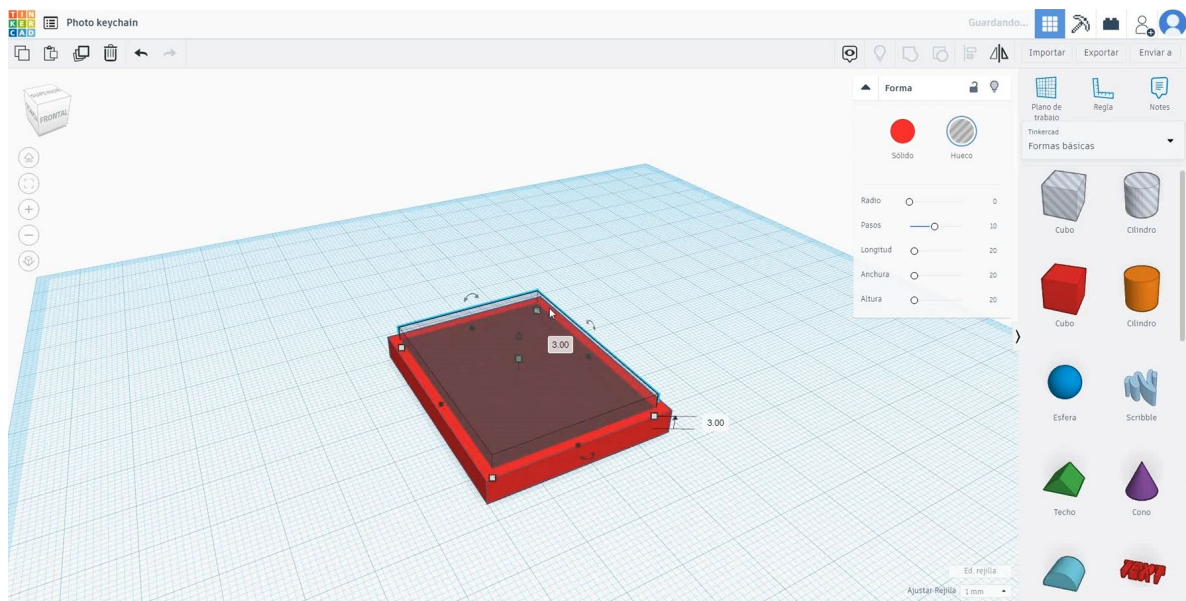 TIN
KER
CAD
Photo keychain
Guardando...
Importar
Exportar
Enviar a
FRONTAL
Forma
Sólido
Hueco
Radio
0
Pasos
10
Longitud
20
Anchura
20
Altura
20
3.00
3.00
Plano de
trabajo
Regla
Notes
Tinkercad
Formas básicas
Cubo
Cilindro
Cubo
Cilindro
Esfera
Scribble
Techo
Cono
TEXT
Ed. rejilla
Ajustar Rejilla
1 mm